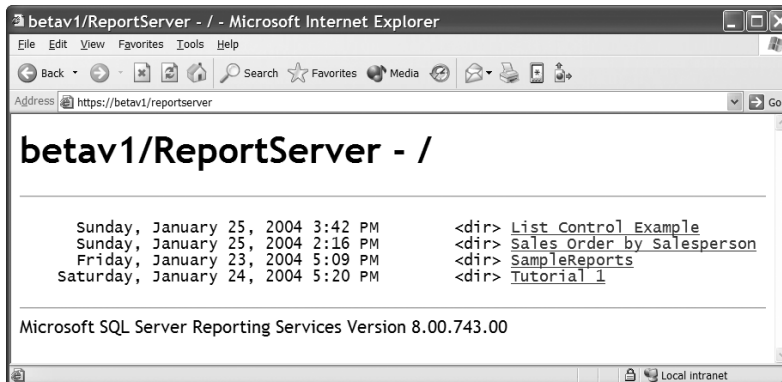 betav1/ReportServer - / - Microsoft Internet Explorer
File Edit View Favorites Tools Help
Back Search Favorites Media
Address https://betav1/reportserver Go
betav1/ReportServer - /
Sunday, January 25, 2004 3:42 PM <dir> List Control Example
Sunday, January 25, 2004 2:16 PM <dir> Sales Order by Salesperson
Friday, January 23, 2004 5:09 PM <dir> SampleReports
Saturday, January 24, 2004 5:20 PM <dir> Tutorial 1
Microsoft SQL Server Reporting Services Version 8.00.743.00
Local intranet